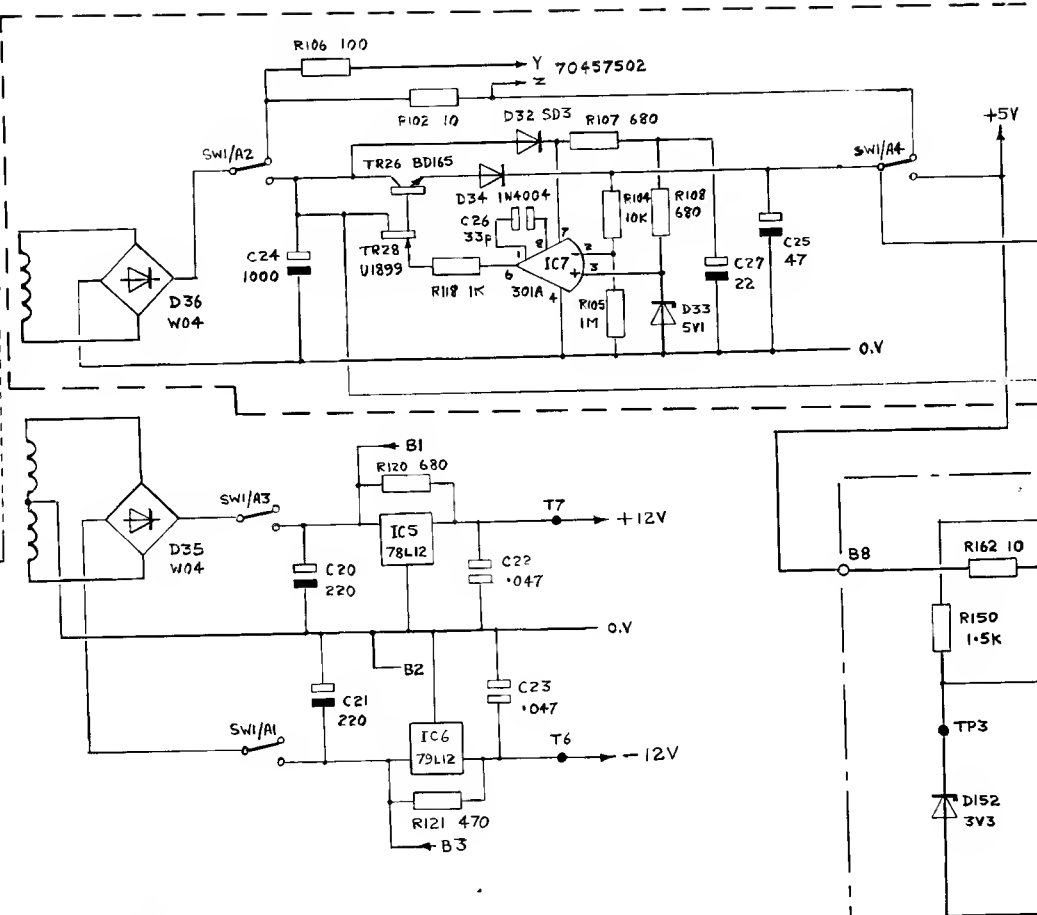 R106 100
Y 70457502
Z
R102 10
D32 SD3
R107 680
+5V
SW1/A2
TR26 BD165
SW1/A4
D34 1N4004
R104
10K
R108
680
C26
33p
8
7
2
1
IC7
3
6
301A
4
C24
1000
TR28
U1899
R118 1K
C25
47
C27
22
R105
1M
D33
5V1
D36
W04
0.V
B1
R120 680
SW1/A3
T7
+12V
IC5
78L12
B8
R162 10
D35
W04
C20
220
C22
.047
R150
1.5K
0.V
B2
C21
220
C23
.047
SW1/A1
IC6
79L12
T6
-12V
TP3
R121 470
D152
3V3
B3